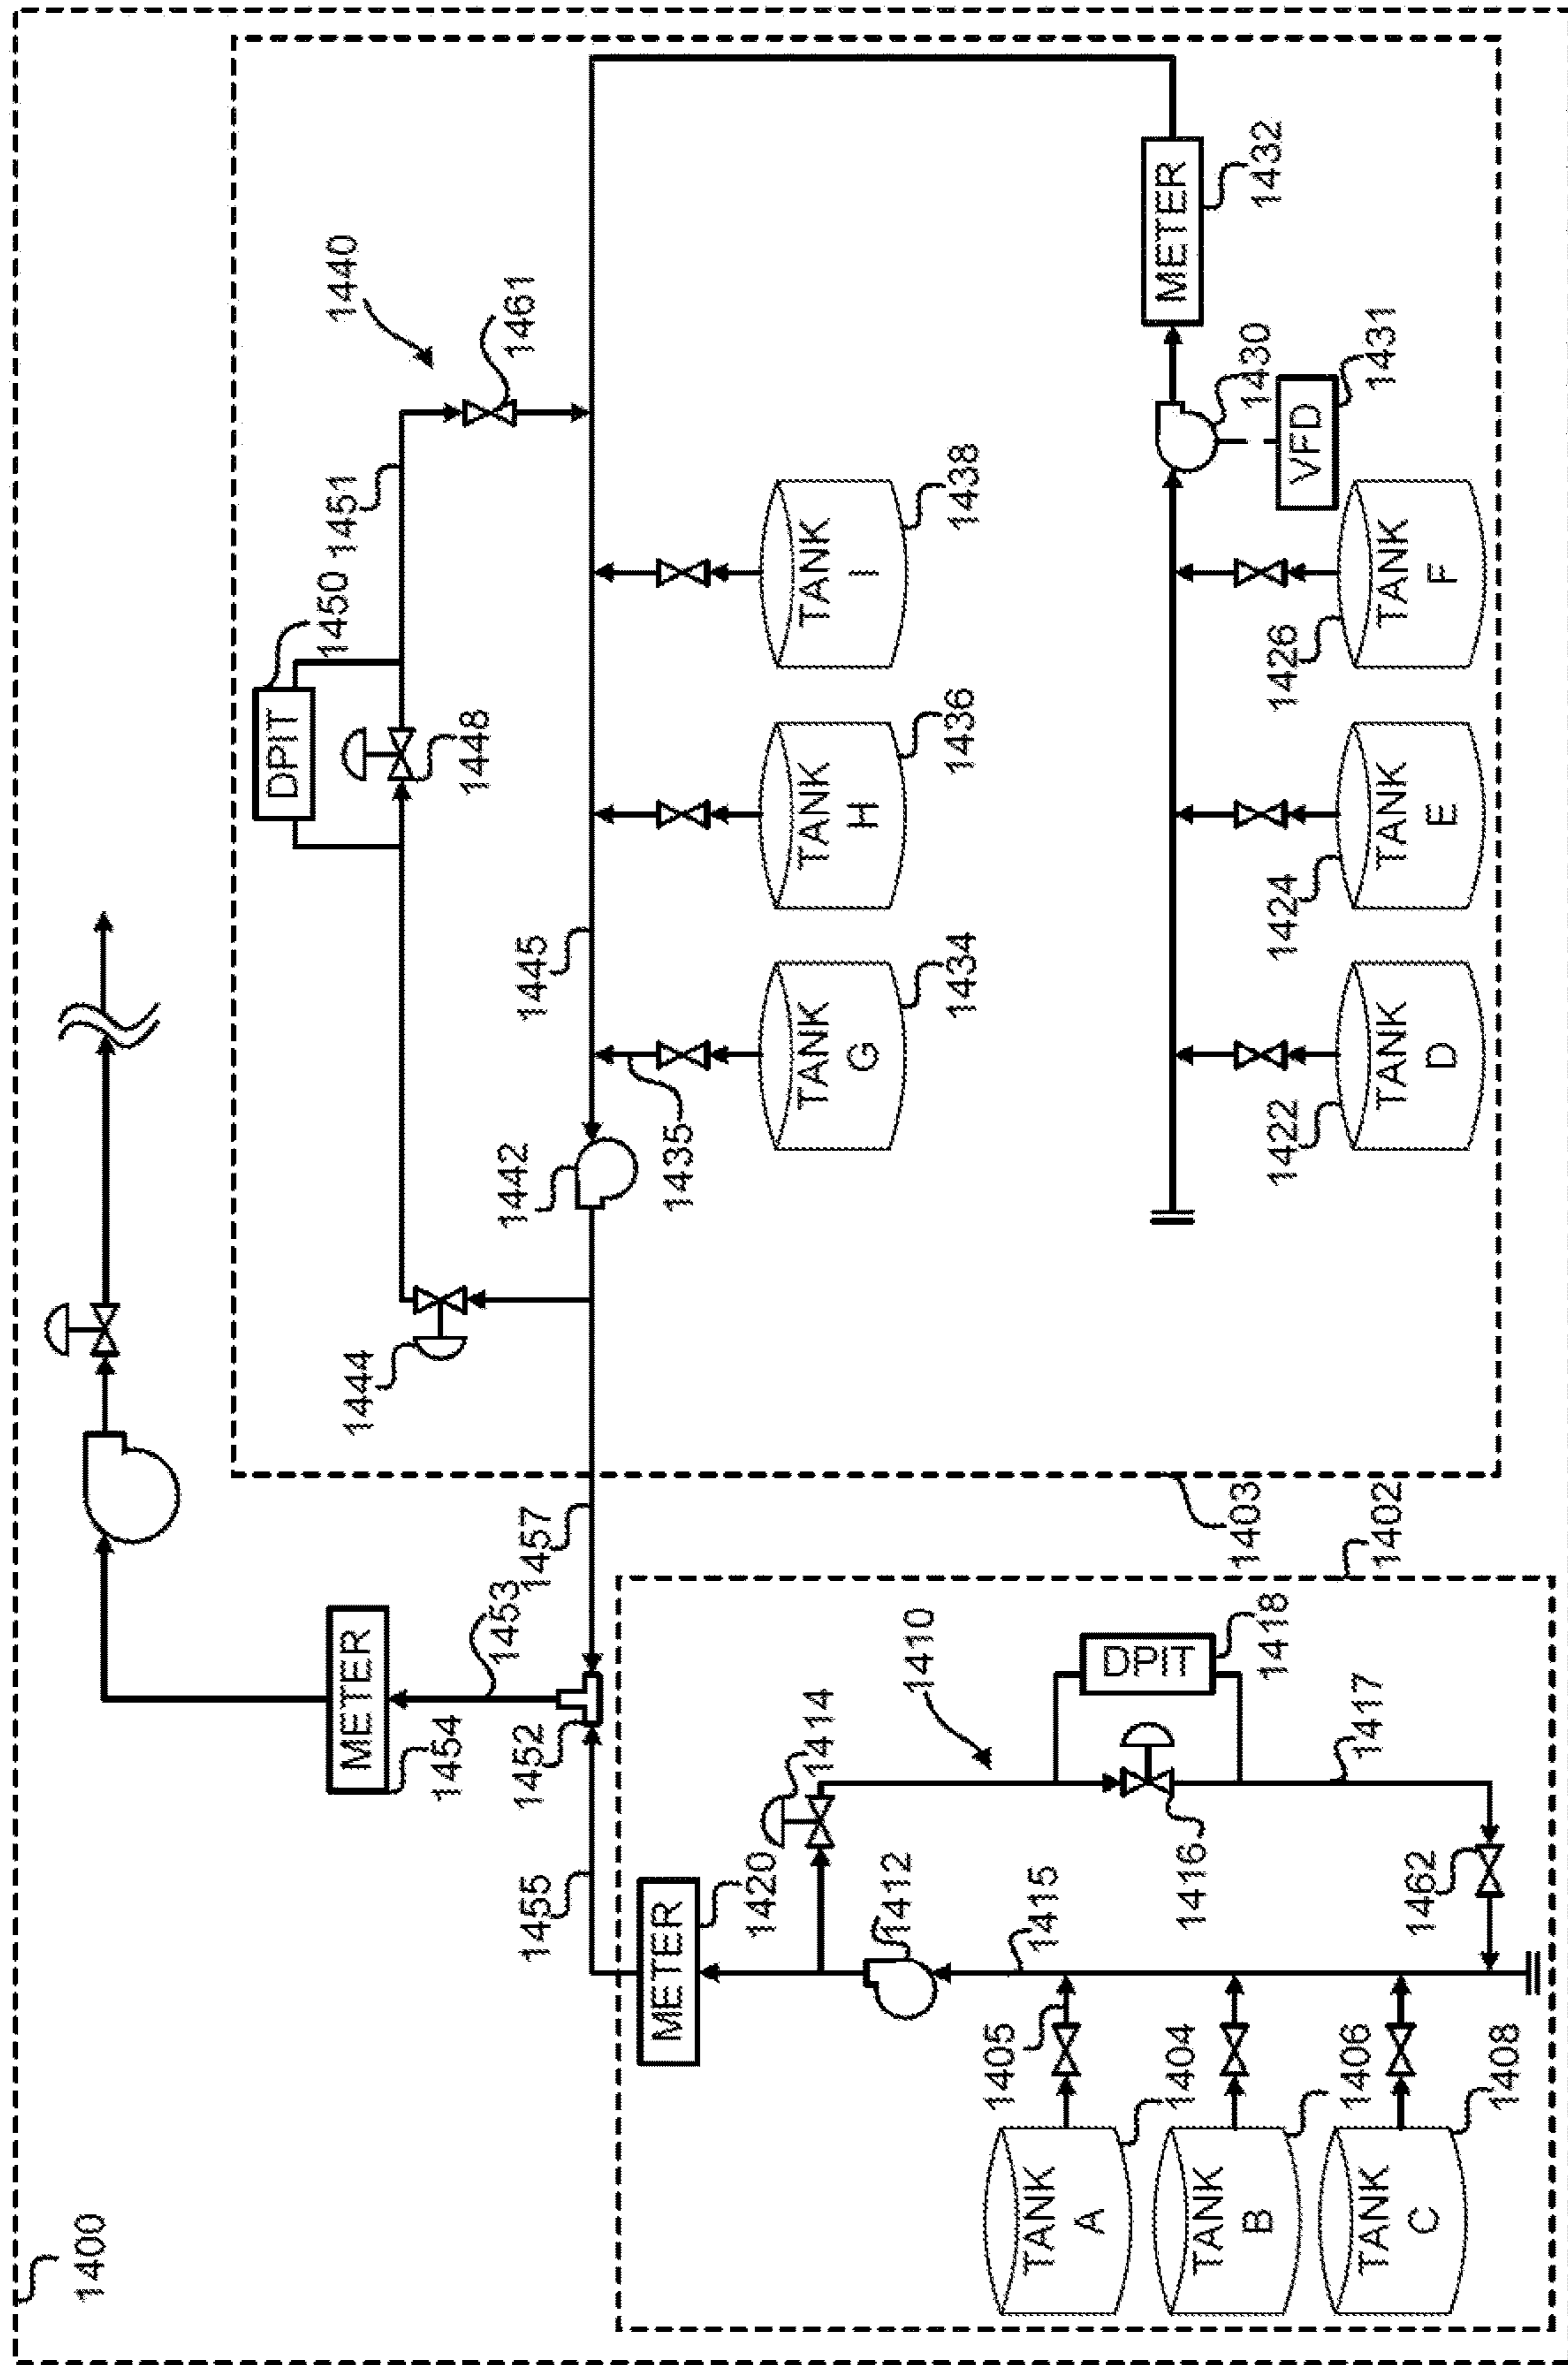 1400
1402
1403
TANK
A
1404
1405
TANK
B
1406
TANK
C
1408
1410
1412
1414
1415
1416
1417
DPIT
1418
METER
1420
1462
1455
1452
1453
METER
1454
1457
1440
1442
1444
1445
1448
DPIT
1450
1451
1461
TANK
G
1434
1435
TANK
H
1436
TANK
I
1438
TANK
D
1422
TANK
E
1424
TANK
F
1426
1430
VFD
1431
METER
1432